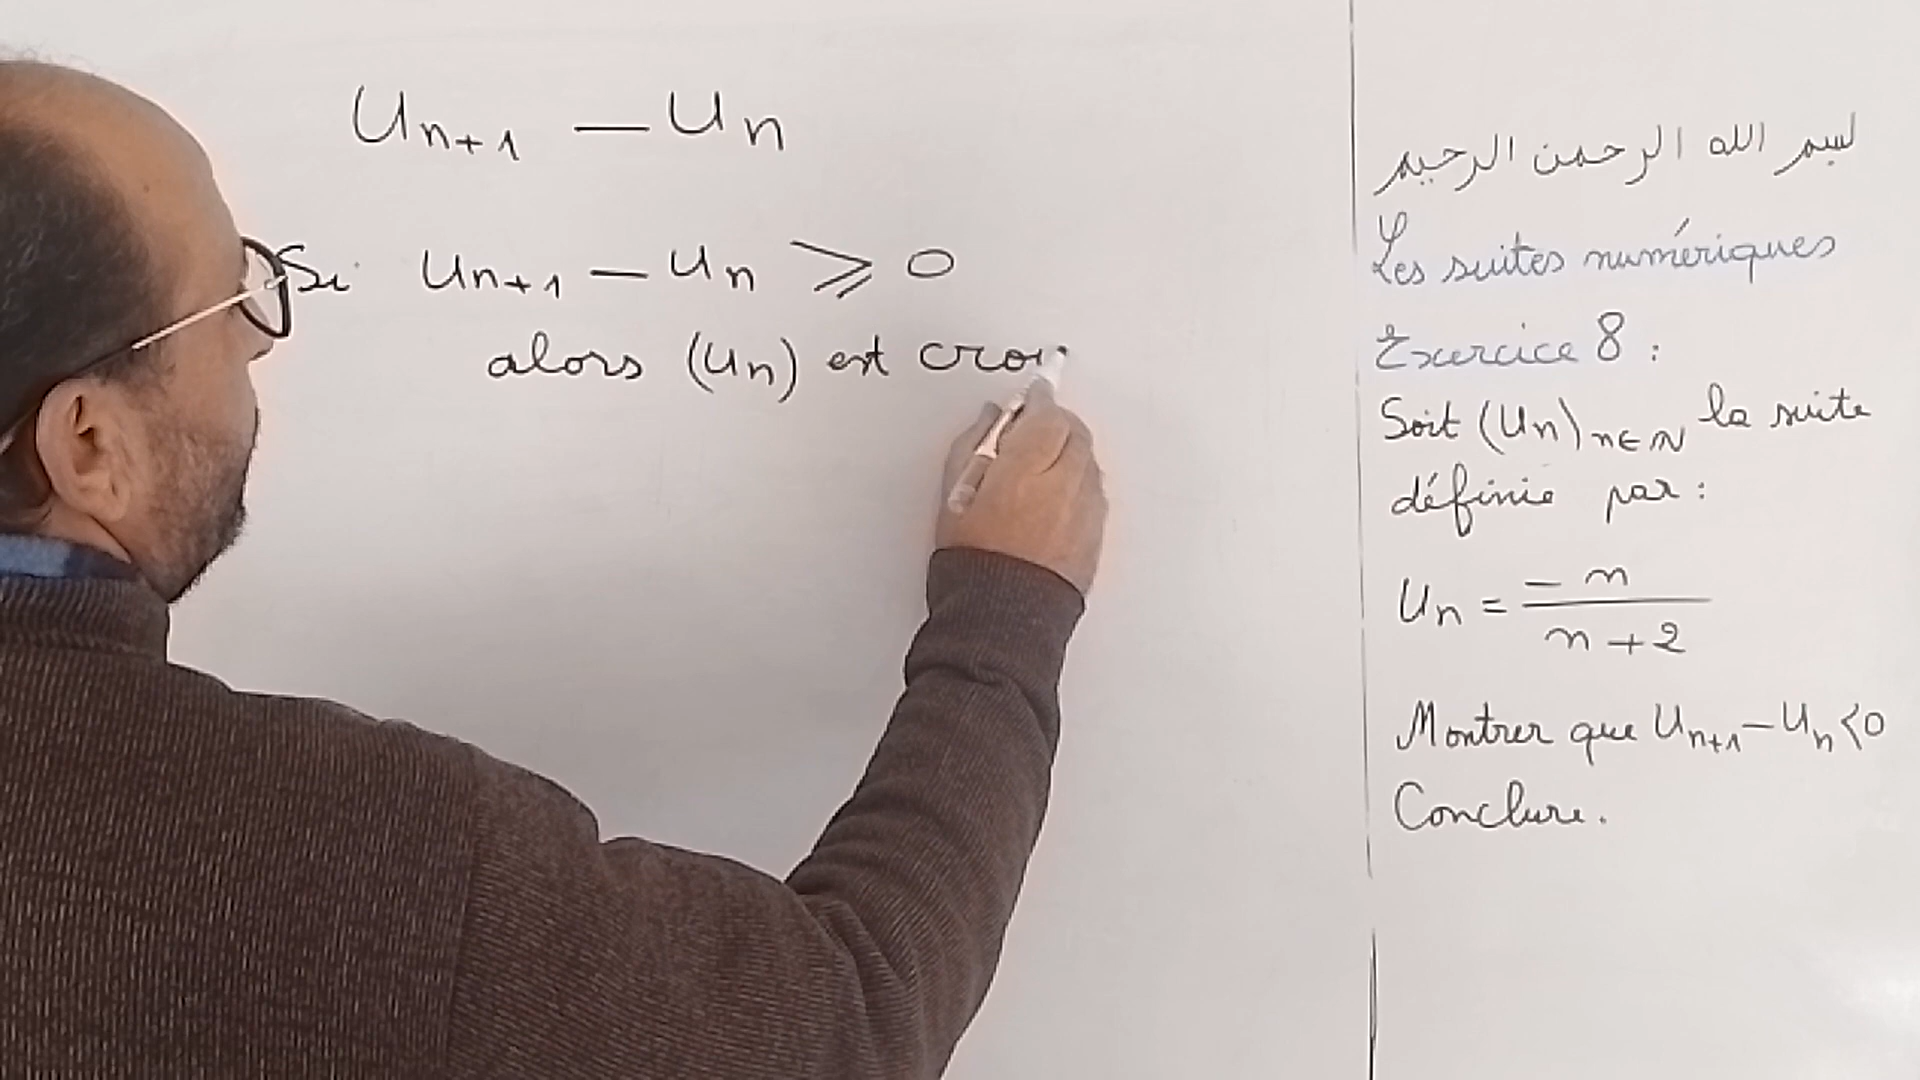 Un+1 — Un
Si Un+1 — Un ⩾ 0
alors (Un) est croi
بسم الله الرحمن الرحيم
Les suites numériques
Exercice 8 :
Soit (Un)n∈N la suite
définie par :
Un = -n / n+2
Montrer que Un+1 - Un < 0
Conclure.